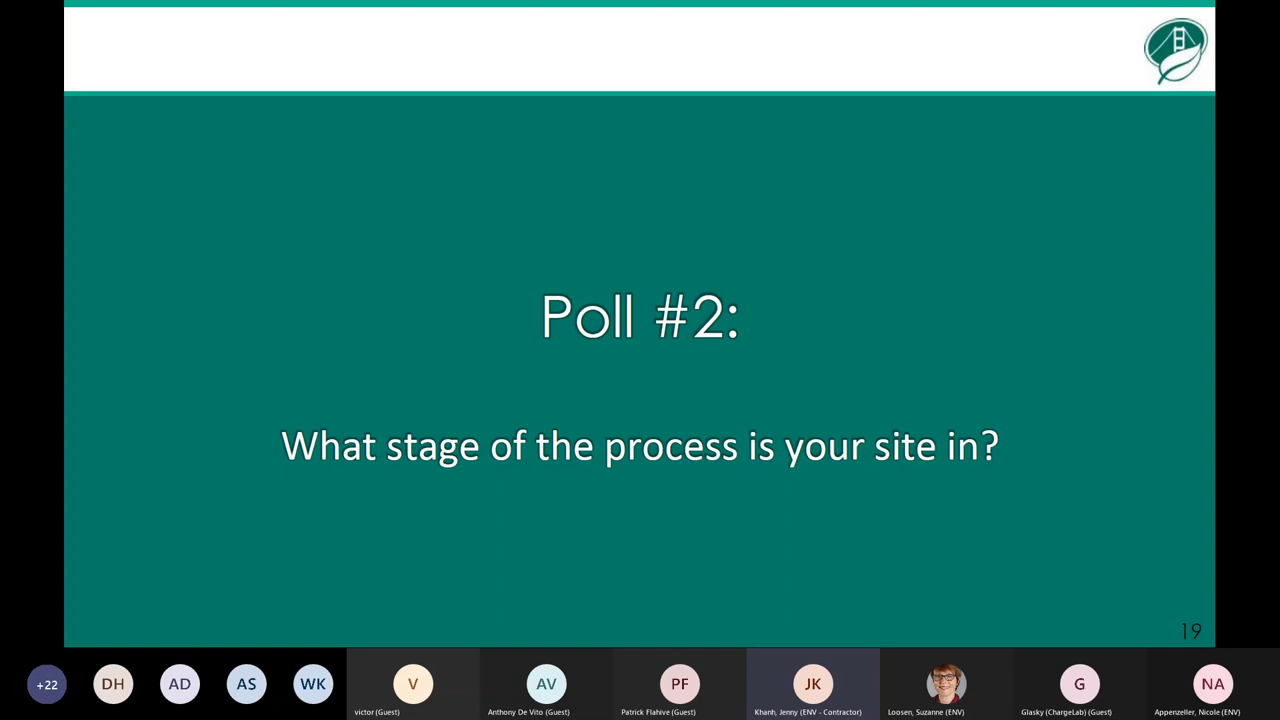 Poll #2:
What stage of the process is your site in?
19
+22
DH
AD
AS
WK
V
AV
PF
JK
G
NA
victor (Guest)
Anthony De Vito (Guest)
Patrick Flahive (Guest)
Khanh, Jenny (ENV - Contractor)
Loosen, Suzanne (ENV)
Glasky (ChargeLab) (Guest)
Appenzeller, Nicole (ENV)